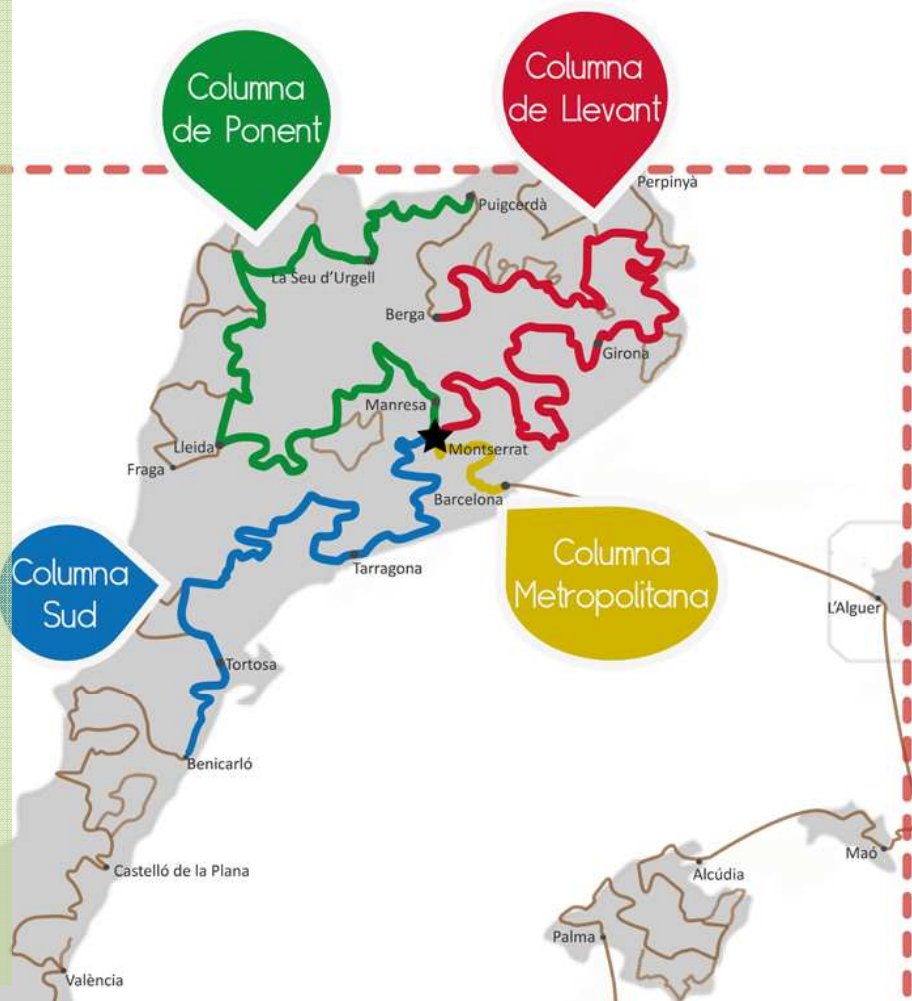 Columna
de Ponent
Columna
de Llevant
Perpinyà
Puigcerdà
La Seu d'Urgell
Berga
Girona
Manresa
Lleida
Montserrat
Fraga
Barcelona
Columna
Metropolitana
Tarragona
Columna
Sud
L'Alguer
Tortosa
Benicarló
Castelló de la Plana
Alcúdia
Maó
Palma
València